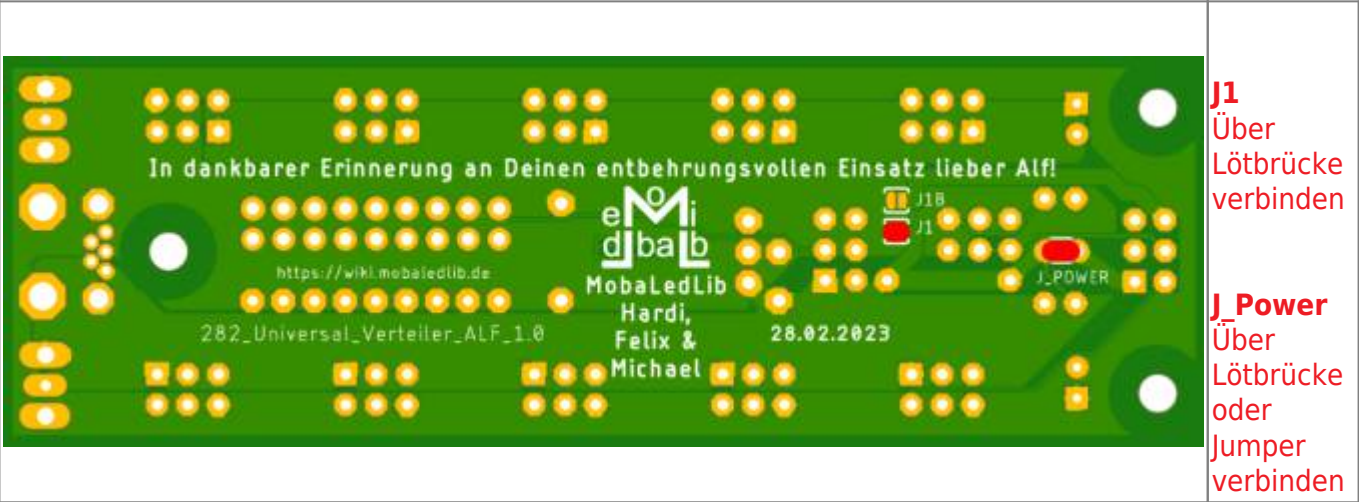 In dankbarer Erinnerung an Deinen entbehrungsvollen Einsatz lieber Alf!
J1B
J1
e M o i
d ba b
https://wiki.mobaledlib.de
J_POWER
MobaLedLib
Hardi,
Felix &
Michael
282_Universal_Verteiler_ALF_1.0
28.02.2023
J1
Über
Lötbrücke
verbinden
J_Power
Über
Lötbrücke
oder
Jumper
verbinden